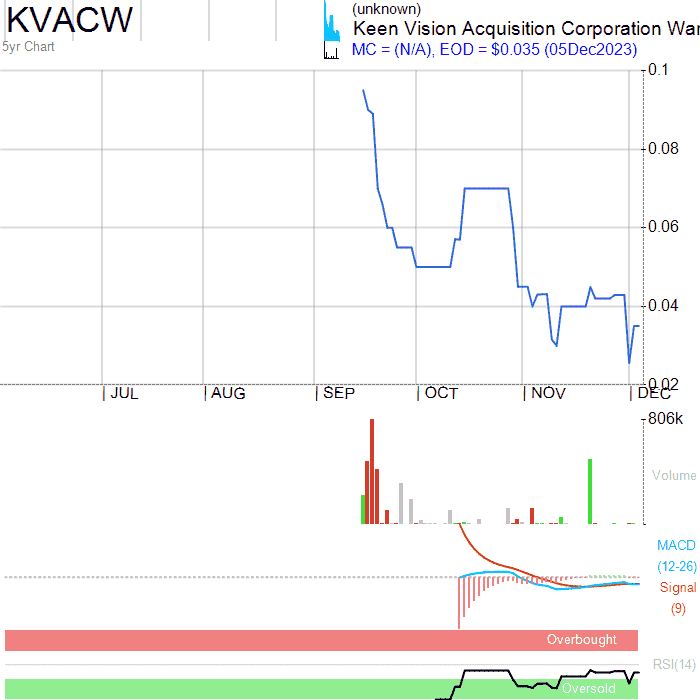 KVACW
5yr Chart
(unknown)
Keen Vision Acquisition Corporation War
MC = (N/A), EOD = $0.035 (05Dec2023)
0.1
0.08
0.06
0.04
0.02
JUL AUG SEP OCT NOV DEC
806k
Volume
MACD
(12-26)
Signal
(9)
Overbought
RSI(14)
Oversold